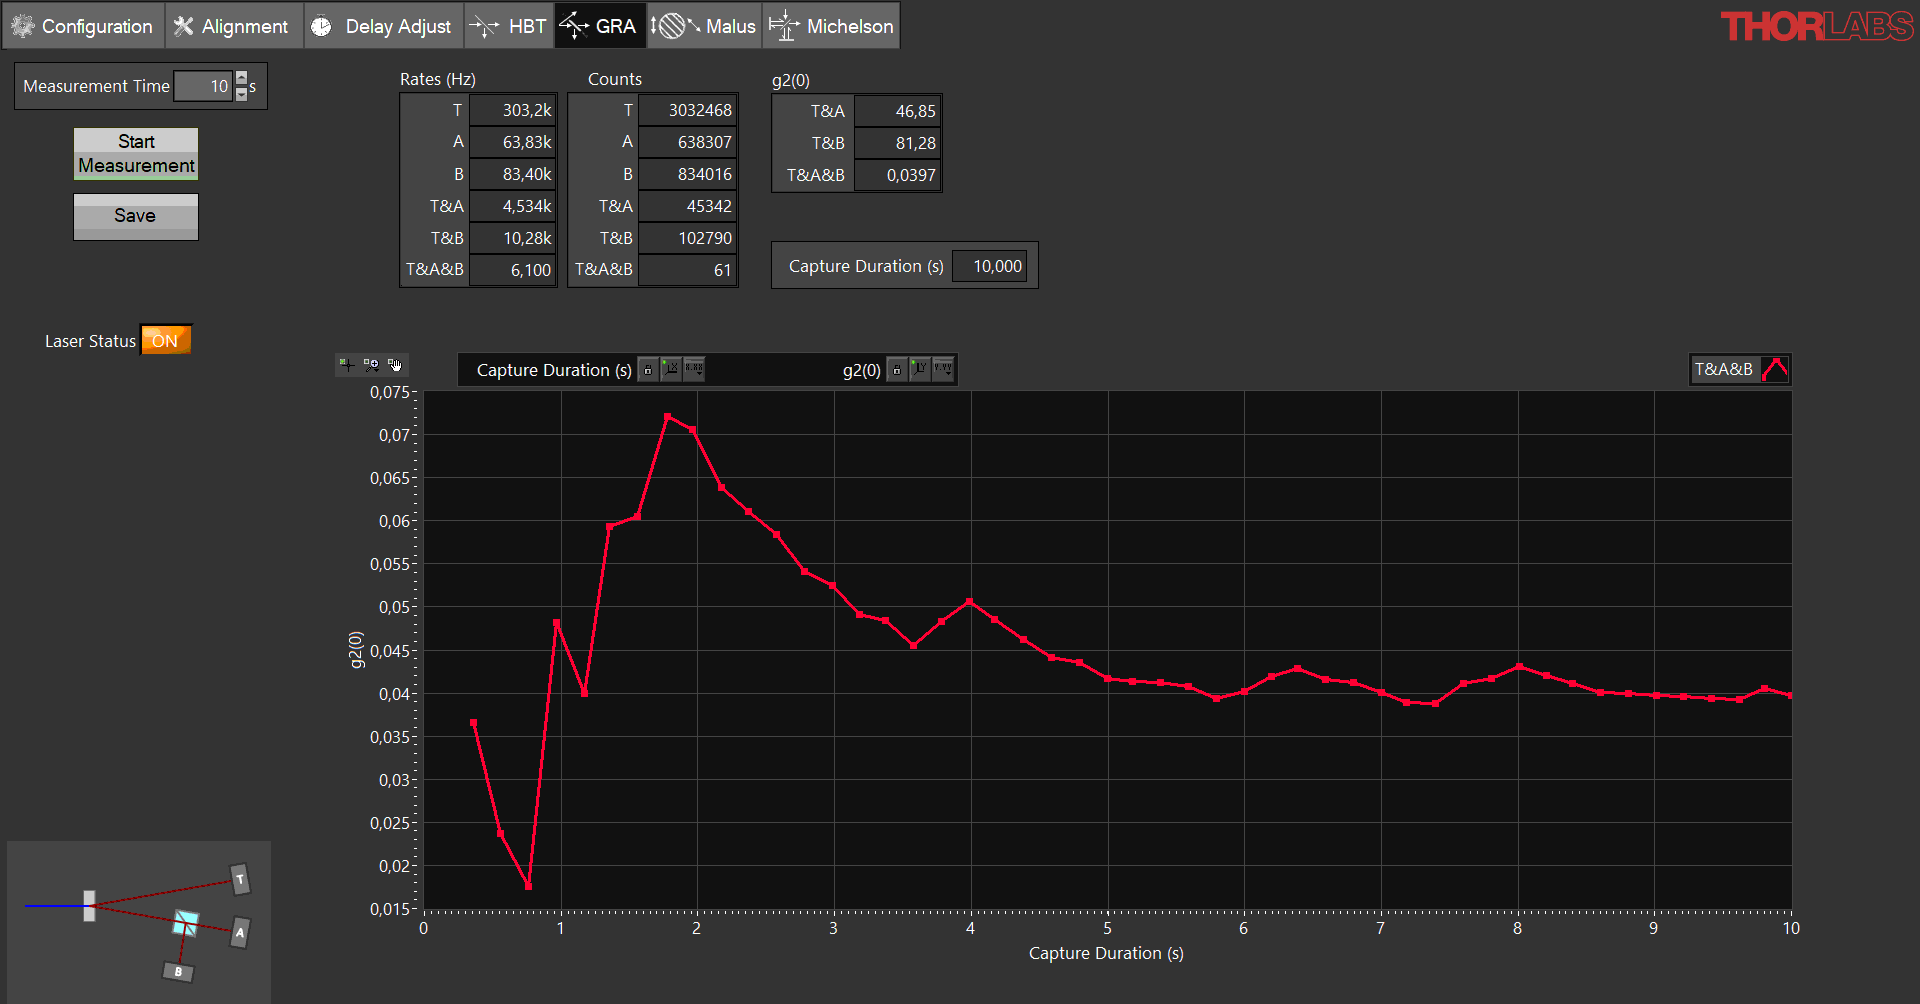 Configuration
Alignment
Delay Adjust
HBT
GRA
Malus
Michelson
THORLABS
Measurement Time 10 s
Start
Measurement
Save
Laser Status ON
Rates (Hz)
T 303,2k
A 63,83k
B 83,40k
T&A 4,534k
T&B 10,28k
T&A&B 6,100
Counts
T 3032468
A 638307
B 834016
T&A 45342
T&B 102790
T&A&B 61
g2(0)
T&A 46,85
T&B 81,28
T&A&B 0,0397
Capture Duration (s) 10,000
Capture Duration (s)
g2(0)
T&A&B
0,075
0,07
0,065
0,06
0,055
0,05
0,045
0,04
0,035
0,03
0,025
0,02
0,015
g2(0)
0 1 2 3 4 5 6 7 8 9 10
Capture Duration (s)
T
A
B